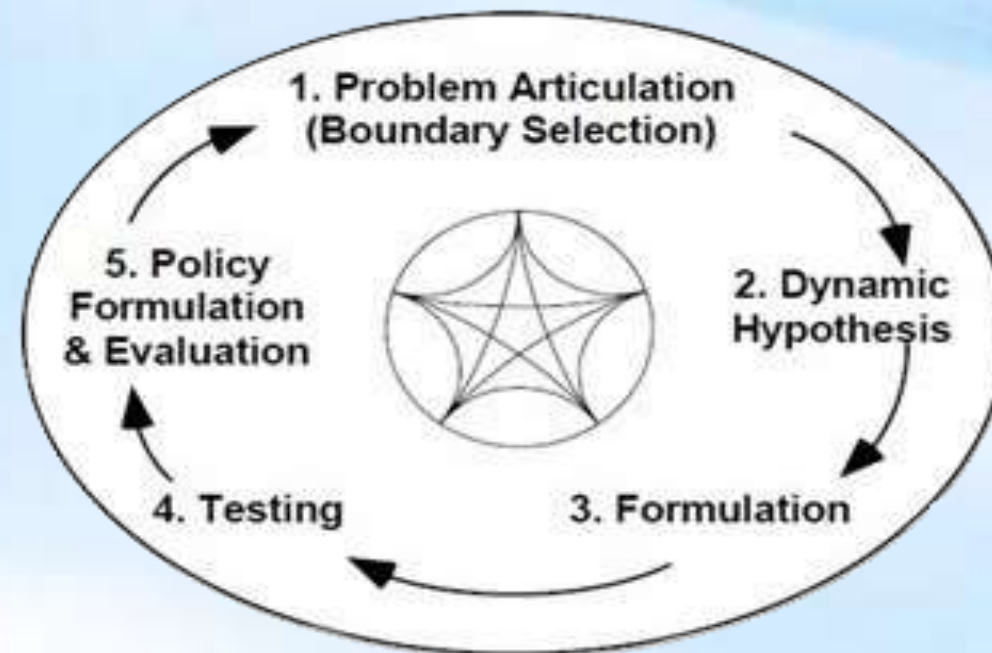 1. Problem Articulation
(Boundary Selection)
2. Dynamic
Hypothesis
3. Formulation
4. Testing
5. Policy
Formulation
& Evaluation